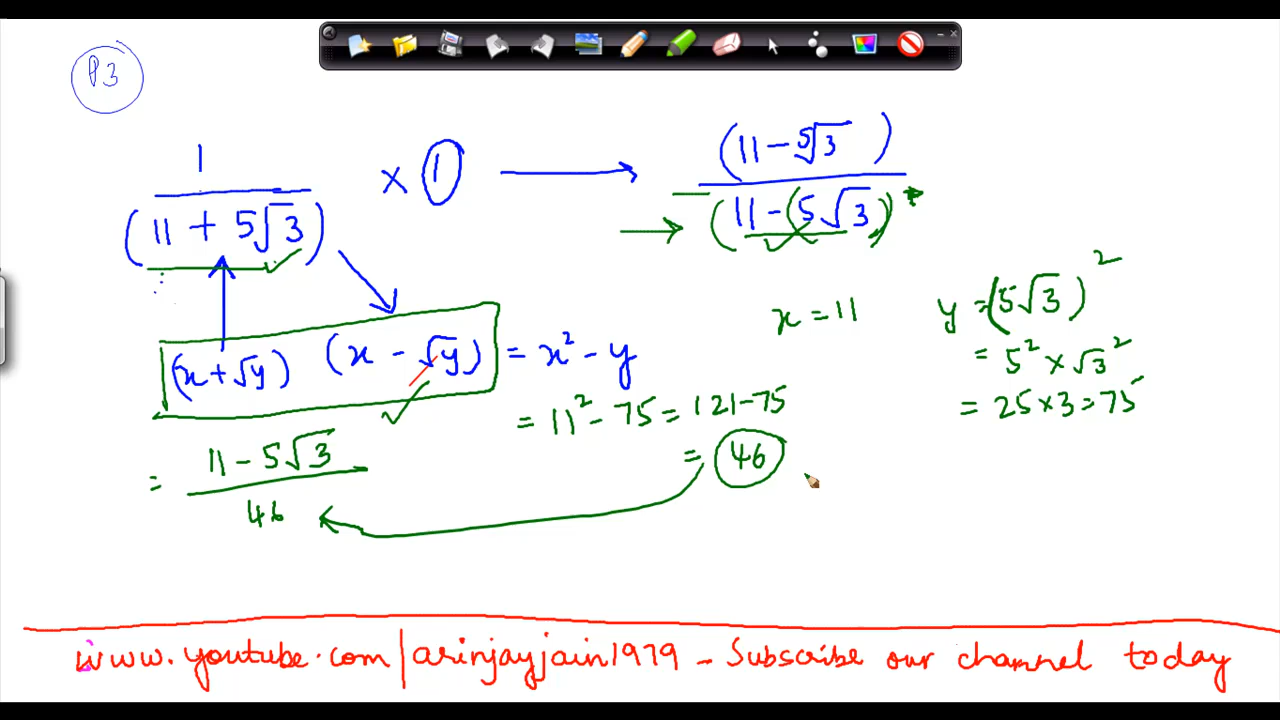 P3
1 / (11 + 5√3) × 1 → (11 − 5√3) / (11 − (5√3))
x = 11
y = (5√3)²
= 5² × √3²
= 25 × 3 = 75
(x + √y) (x − √y) = x² − y
= 11² − 75 = 121 − 75
= 46
= 11 − 5√3 / 46
www.youtube.com/arinjayjain1979 – Subscribe our channel today